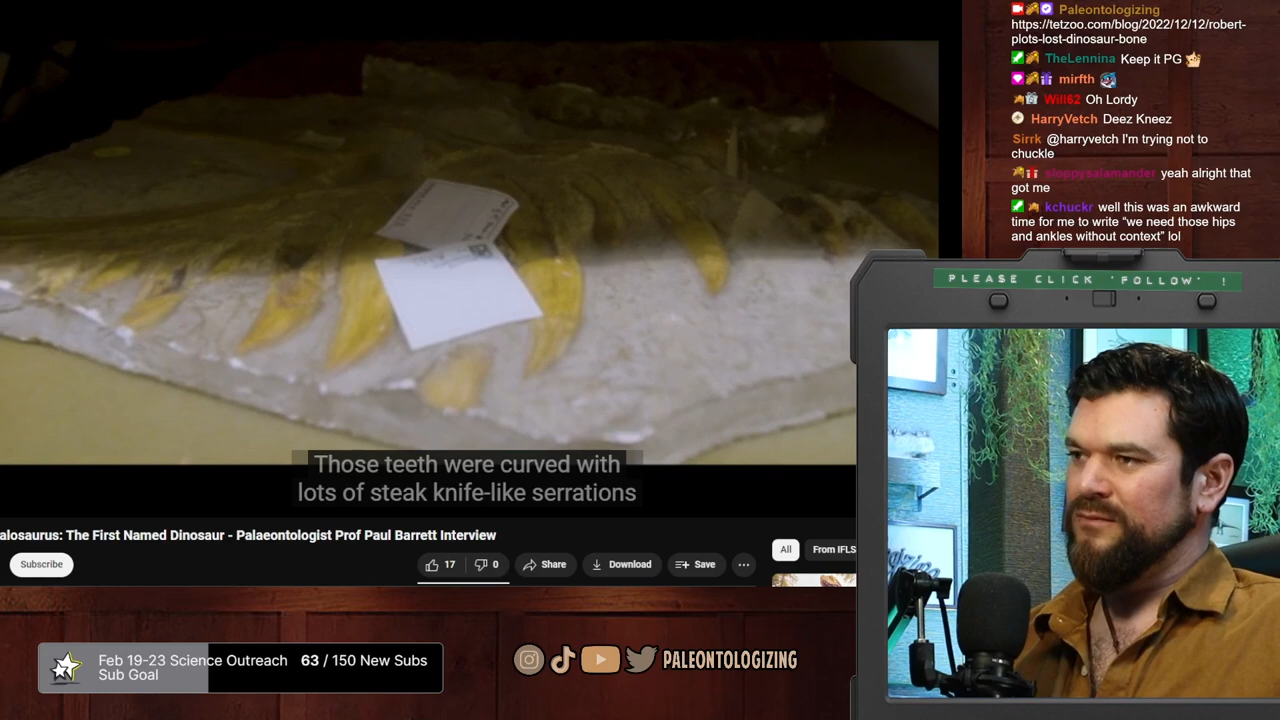 Paleontologizing
https://tetzoo.com/blog/2022/12/12/robert-
plots-lost-dinosaur-bone
TheLennina Keep it PG
mirfth
Will62 Oh Lordy
HarryVetch Deez Kneez
Sirrk @harryvetch I'm trying not to
chuckle
sloppysalamander yeah alright that
got me
kchuckr well this was an awkward
time for me to write “we need those hips
and ankles without context” lol
PLEASE CLICK 'FOLLOW' !
Those teeth were curved with
lots of steak knife-like serrations
alosaurus: The First Named Dinosaur - Palaeontologist Prof Paul Barrett Interview
Subscribe
17
0
Share
Download
Save
All
From IFLS
Feb 19-23 Science Outreach 63 / 150 New Subs
Sub Goal
PALEONTOLOGIZING